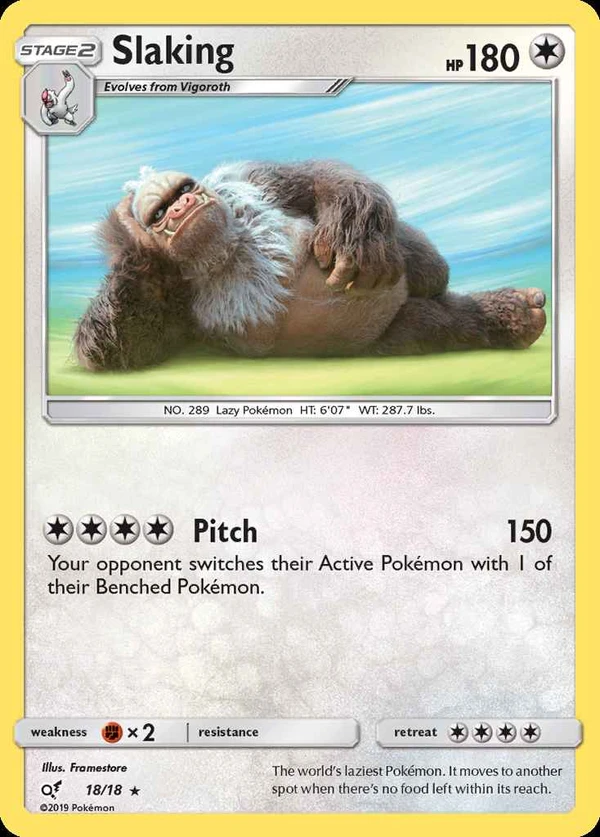 STAGE2 Slaking HP 180
Evolves from Vigoroth
NO. 289 Lazy Pokémon HT: 6'07" WT: 287.7 lbs.
Pitch 150
Your opponent switches their Active Pokémon with 1 of
their Benched Pokémon.
weakness ×2 resistance retreat
Illus. Framestore
18/18 ★
©2019 Pokémon
The world's laziest Pokémon. It moves to another
spot when there's no food left within its reach.